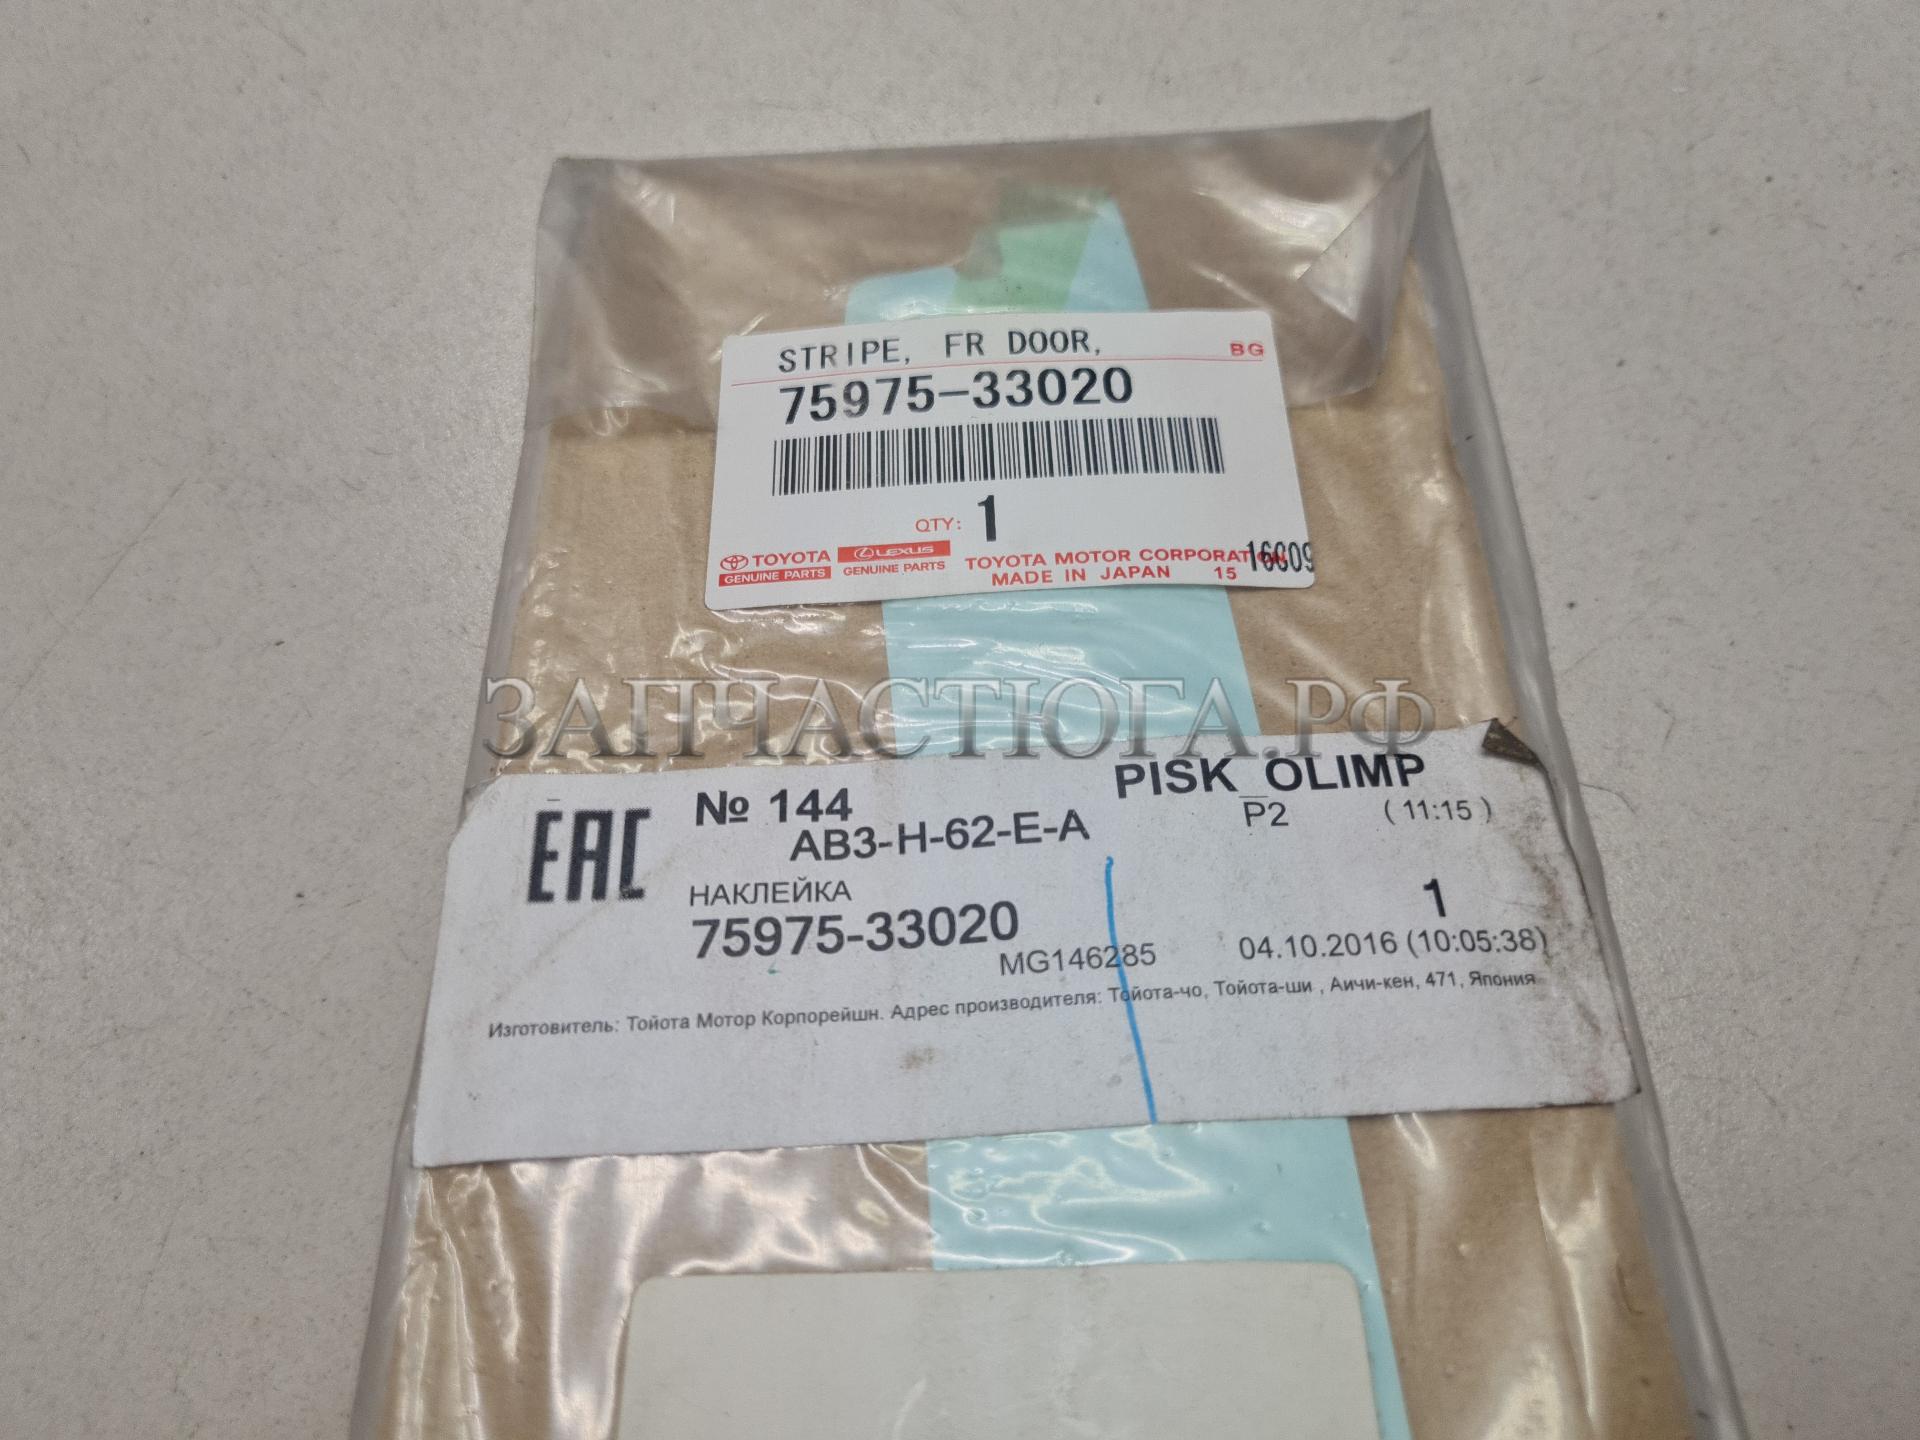 STRIPE, FR DOOR,
BG
75975-33020
QTY: 1
TOYOTA
GENUINE PARTS
LEXUS
GENUINE PARTS
TOYOTA MOTOR CORPORATION
MADE IN JAPAN 15
ЗАПЧАСТЮГА.РФ
EAC
№ 144
PISK_OLIMP
AB3-H-62-E-A
P2 (11:15)
НАКЛЕЙКА
75975-33020
1
MG146285
04.10.2016 (10:05:38)
Изготовитель: Тойота Мотор Корпорейшн. Адрес производителя: Тойота-чо, Тойота-ши , Аичи-кен, 471, Япония